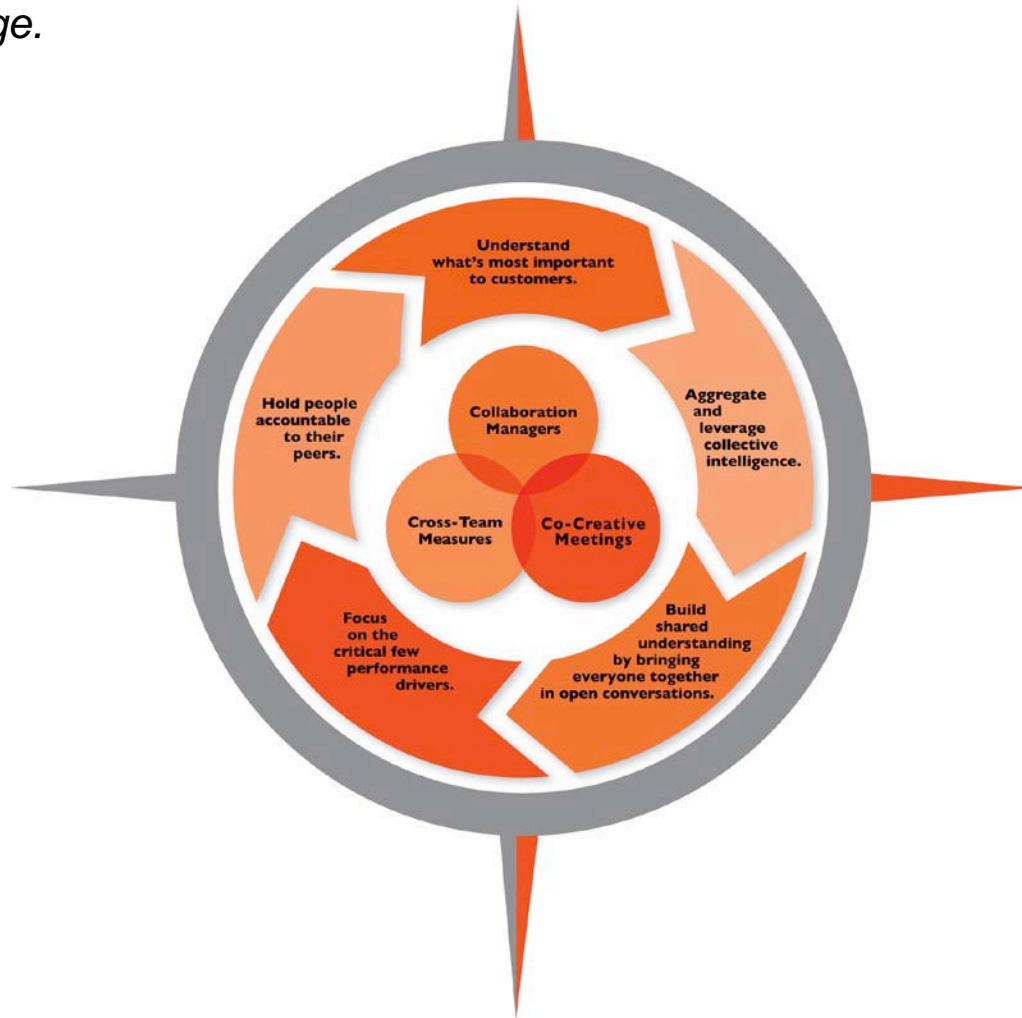 ge.
Understand
what's most important
to customers.
Aggregate
and
leverage
collective
intelligence.
Build
shared
understanding
by bringing
everyone together
in open conversations.
Focus
on the
critical few
performance
drivers.
Hold people
accountable
to their
peers.
Collaboration
Managers
Cross-Team
Measures
Co-Creative
Meetings